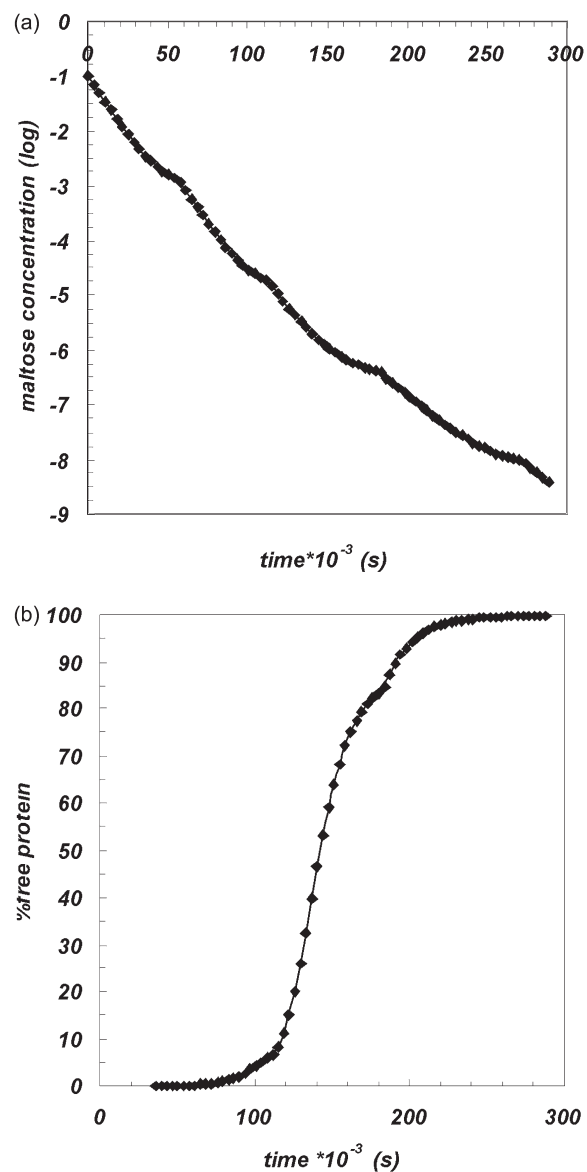 (a)
0
0 50 100 150 200 250 300
-1
-2
-3
-4
-5
-6
-7
-8
-9
maltose concentration (log)
time*10⁻³ (s)
(b)
100
90
80
70
60
50
40
30
20
10
0
%free protein
0 100 200 300
time *10⁻³ (s)